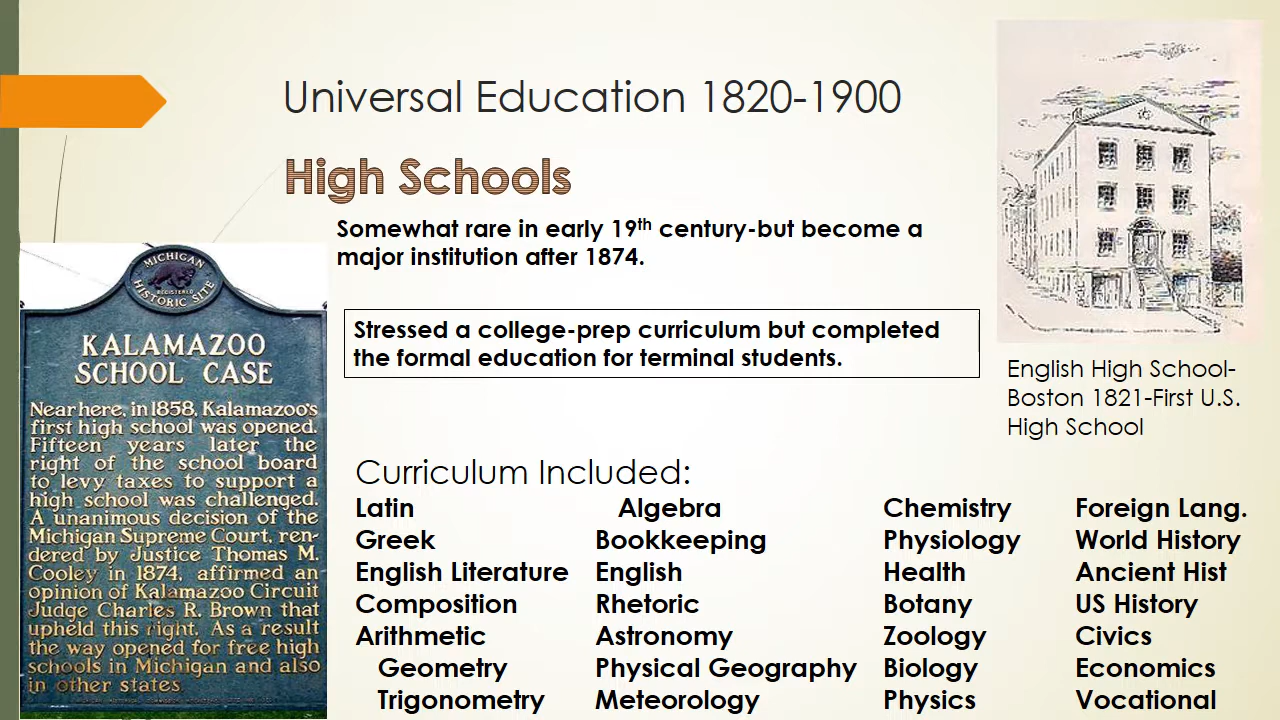 Universal Education 1820-1900
High Schools
Somewhat rare in early 19th century-but become a
major institution after 1874.
Stressed a college-prep curriculum but completed
the formal education for terminal students.
English High School-
Boston 1821-First U.S.
High School
MICHIGAN
REGISTERED
HISTORIC SITE
KALAMAZOO
SCHOOL CASE
Near here, in 1858, Kalamazoo's
first high school was opened.
Fifteen years later the
right of the school board
to levy taxes to support a
high school was challenged.
A unanimous decision of the
Michigan Supreme Court, ren-
dered by Justice Thomas M.
Cooley in 1874, affirmed an
opinion of Kalamazoo Circuit
Judge Charles R. Brown that
upheld this right. As a result
the way opened for free high
schools in Michigan and also
in other states
Curriculum Included:
Latin Algebra Chemistry Foreign Lang.
Greek Bookkeeping Physiology World History
English Literature English Health Ancient Hist
Composition Rhetoric Botany US History
Arithmetic Astronomy Zoology Civics
Geometry Physical Geography Biology Economics
Trigonometry Meteorology Physics Vocational